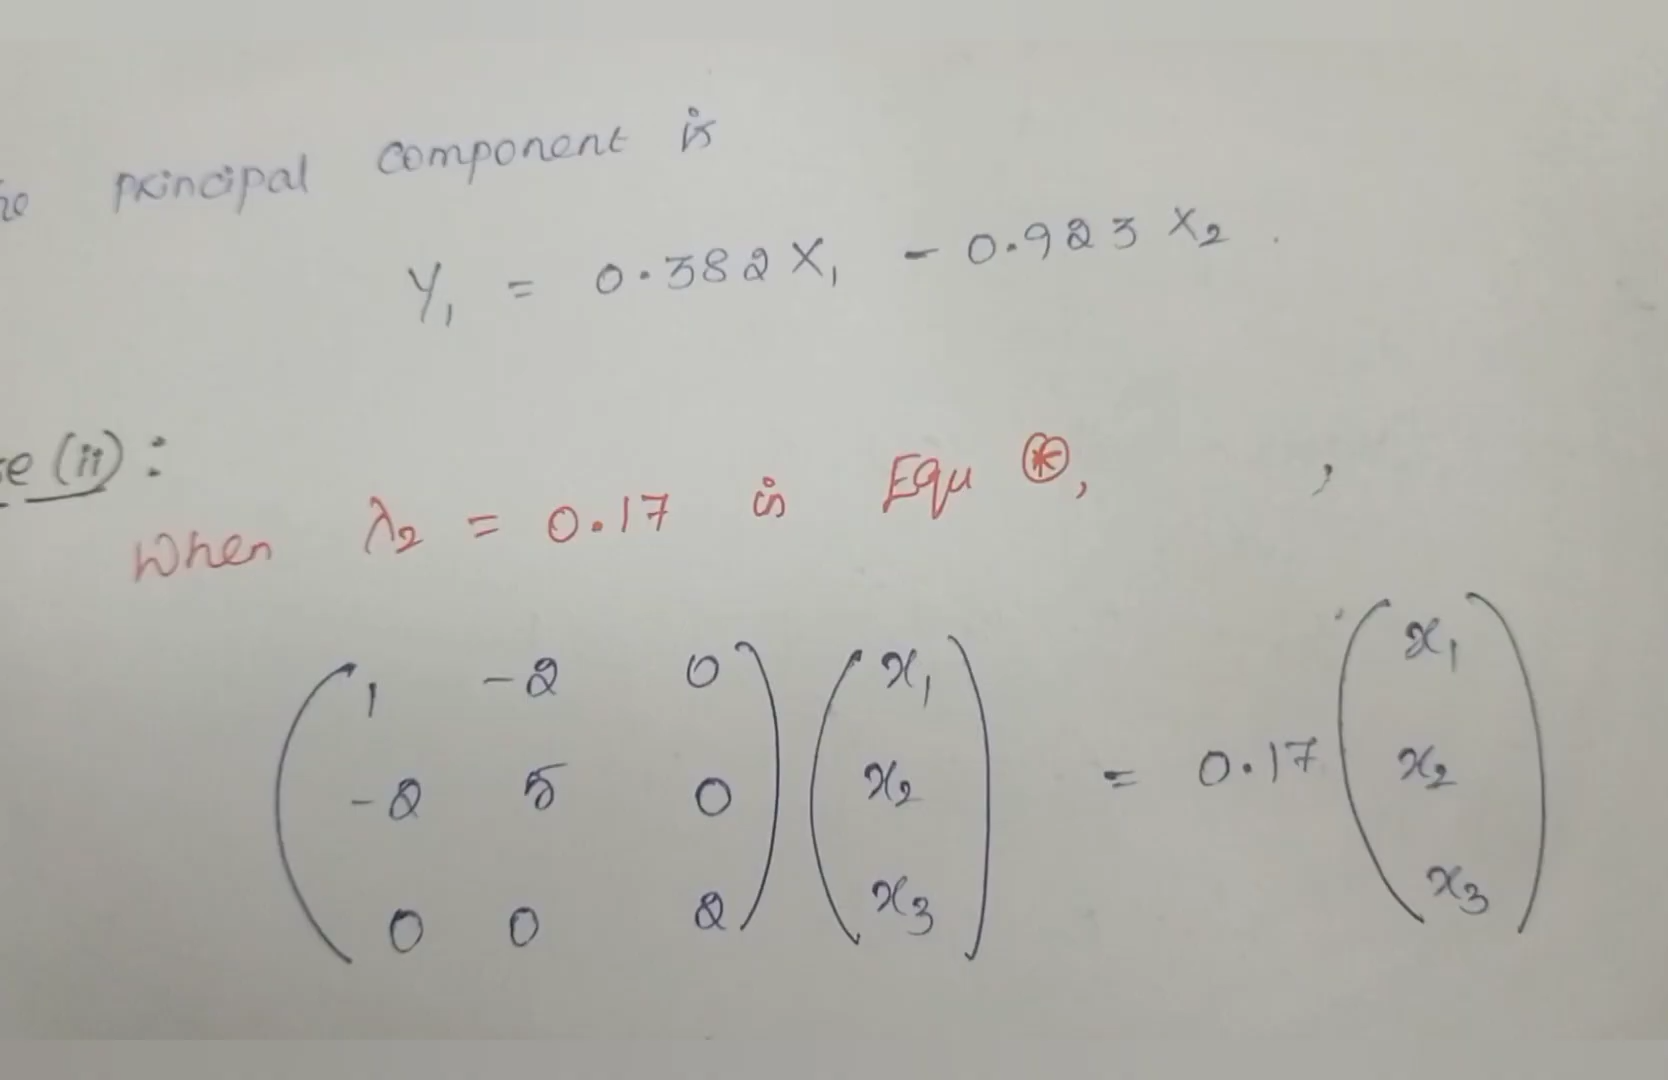 principal component is
Y₁ = 0.382 X₁ - 0.923 X₂ .
(ii) :
When λ₂ = 0.17 is Equ ⊛, ,
( 1 -2 0 ) ( x₁ ) ( x₁ )
( -2 5 0 ) ( x₂ ) = 0.17 ( x₂ )
( 0 0 2 ) ( x₃ ) ( x₃ )